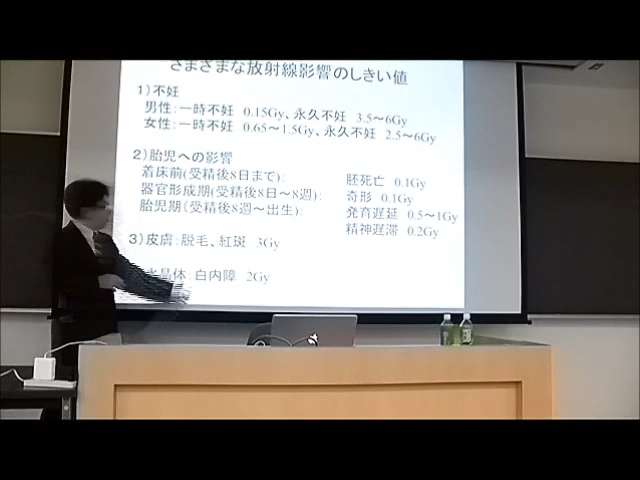 さまざまな放射線影響のしきい値
1）不妊
男性：一時不妊 0.15Gy、永久不妊 3.5～6Gy
女性：一時不妊 0.65～1.5Gy、永久不妊 2.5～6Gy
2）胎児への影響
着床前(受精後8日まで)： 胚死亡 0.1Gy
器官形成期(受精後8日～8週)： 奇形 0.1Gy
胎児期（受精後8週～出生)： 発育遅延 0.5～1Gy
精神遅滞 0.2Gy
3）皮膚：脱毛、紅斑 3Gy
水晶体：白内障 2Gy